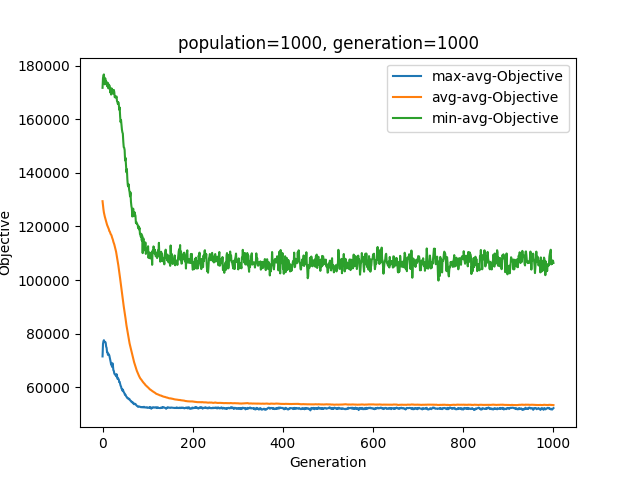 population=1000, generation=1000
max-avg-Objective
avg-avg-Objective
min-avg-Objective
180000
160000
140000
120000
100000
80000
60000
Objective
0 200 400 600 800 1000
Generation